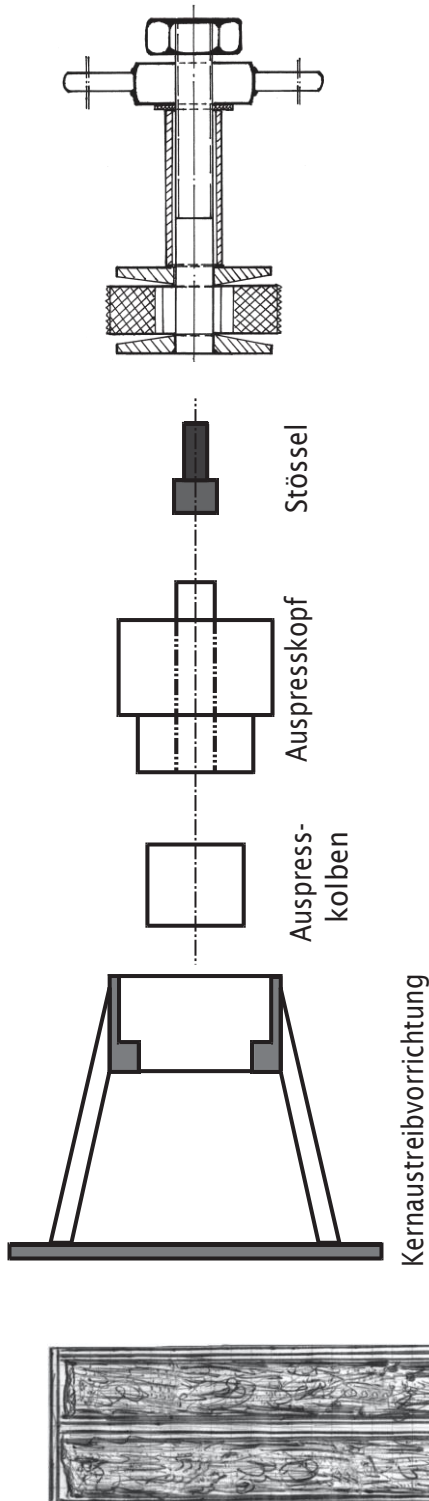 Stössel
Auspresskopf
Auspress-
kolben
Kernaustreibvorrichtung